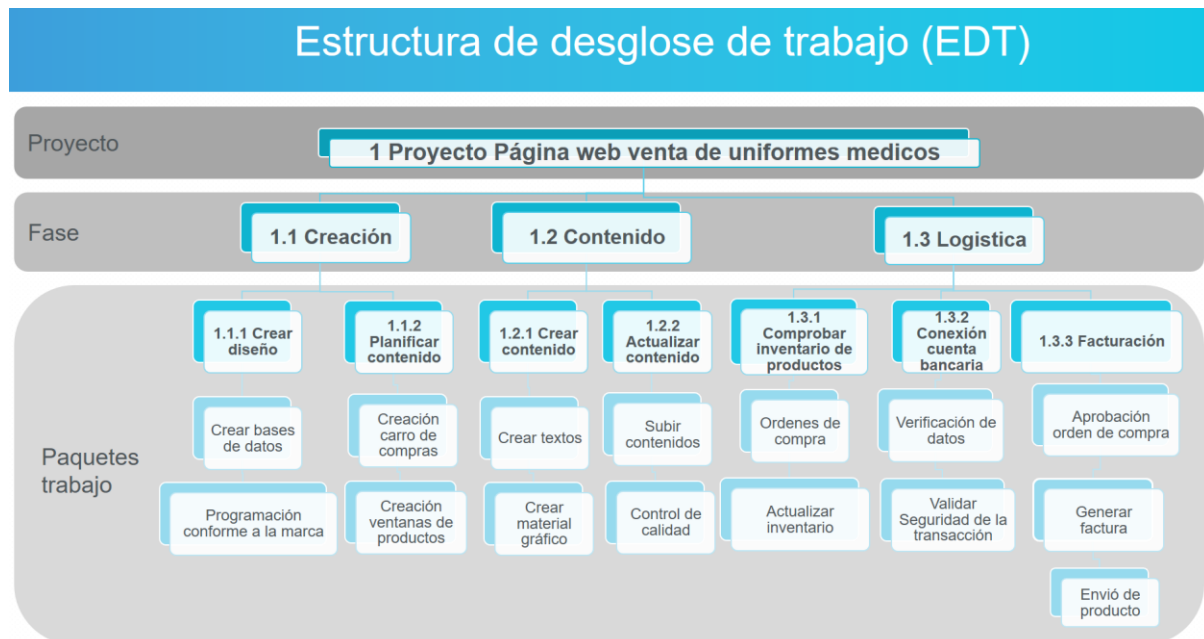 Estructura de desglose de trabajo (EDT)
Proyecto
1 Proyecto Página web venta de uniformes medicos
Fase
1.1 Creación
1.2 Contenido
1.3 Logistica
Paquetes
trabajo
1.1.1 Crear
diseño
Crear bases
de datos
Programación
conforme a la marca
1.1.2
Planificar
contenido
Creación
carro de
compras
Creación
ventanas de
productos
1.2.1 Crear
contenido
Crear textos
Crear
material
gráfico
1.2.2
Actualizar
contenido
Subir
contenidos
Control de
calidad
1.3.1
Comprobar
inventario de
productos
Ordenes de
compra
Actualizar
inventario
1.3.2
Conexión
cuenta
bancaria
Verificación de
datos
Validar
Seguridad de la
transacción
1.3.3 Facturación
Aprobación
orden de compra
Generar
factura
Envió de
producto